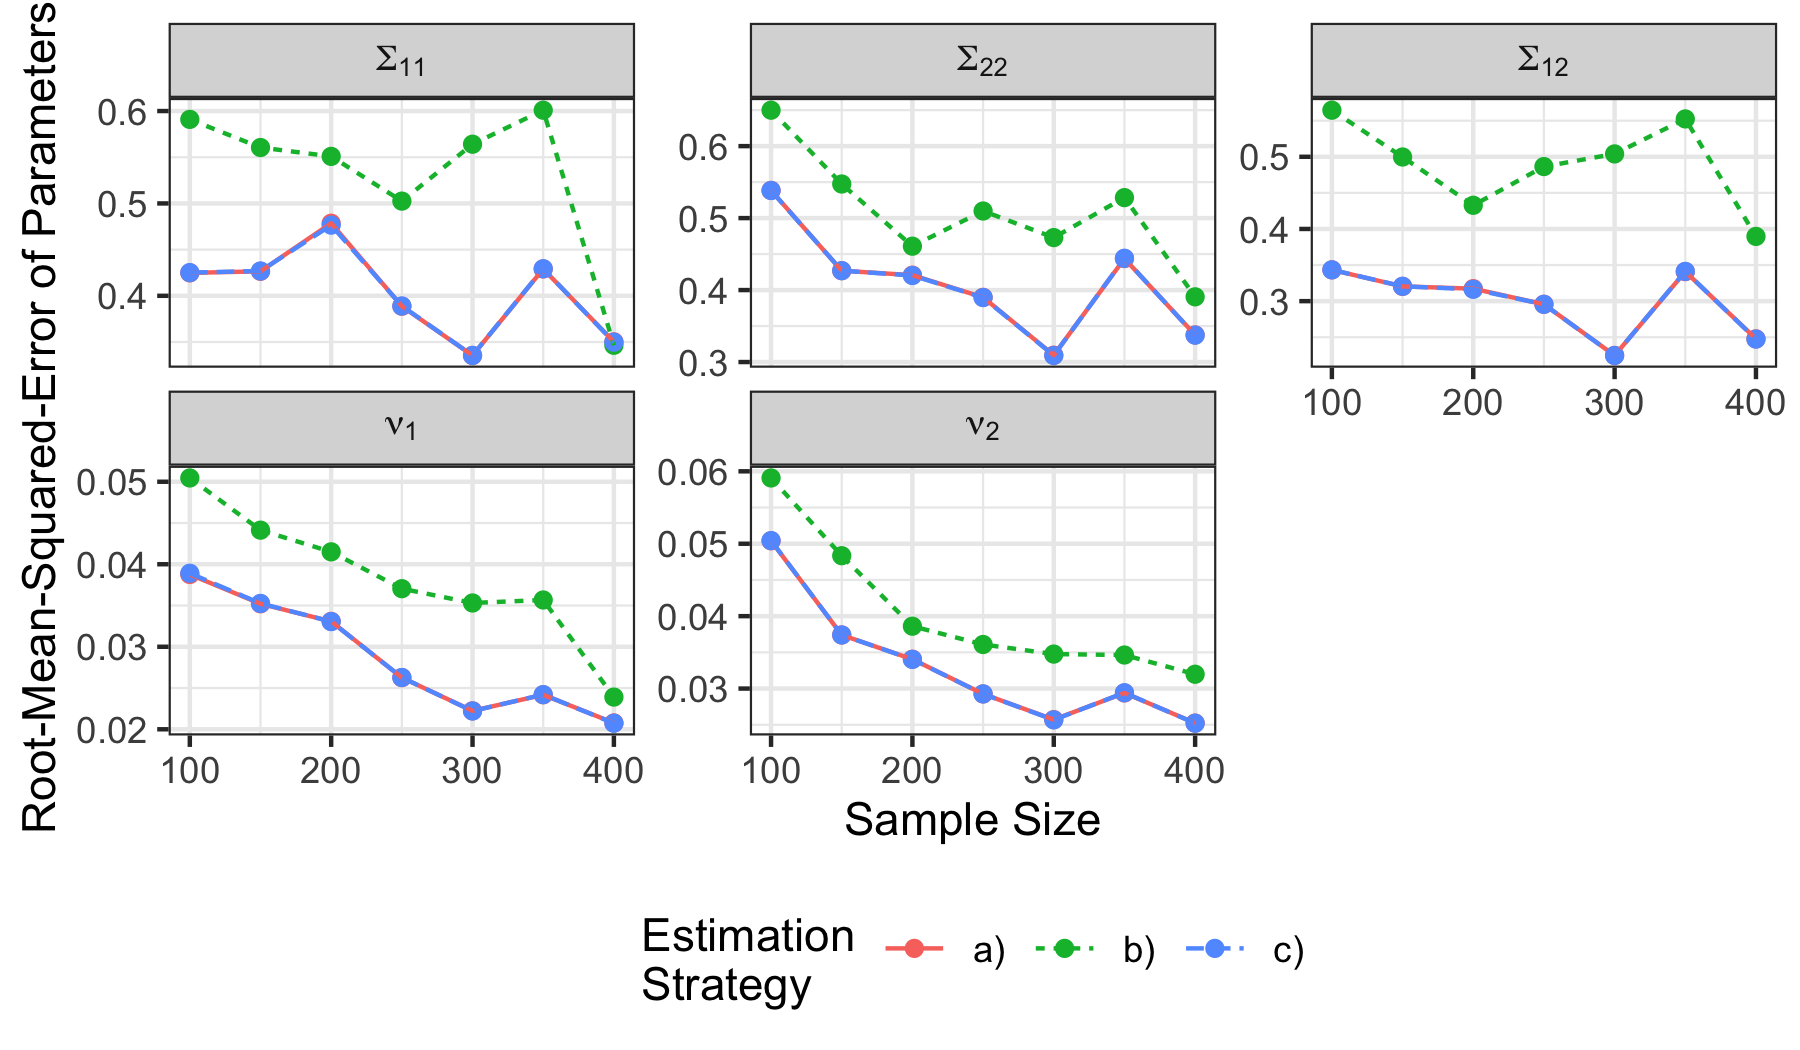 Root-Mean-Squared-Error of Parameters
Σ₁₁
0.6
0.5
0.4
Σ₂₂
0.6
0.5
0.4
0.3
Σ₁₂
0.5
0.4
0.3
100 200 300 400
ν₁
0.05
0.04
0.03
0.02
100 200 300 400
ν₂
0.06
0.05
0.04
0.03
100 200 300 400
Sample Size
Estimation
Strategy
a) b) c)